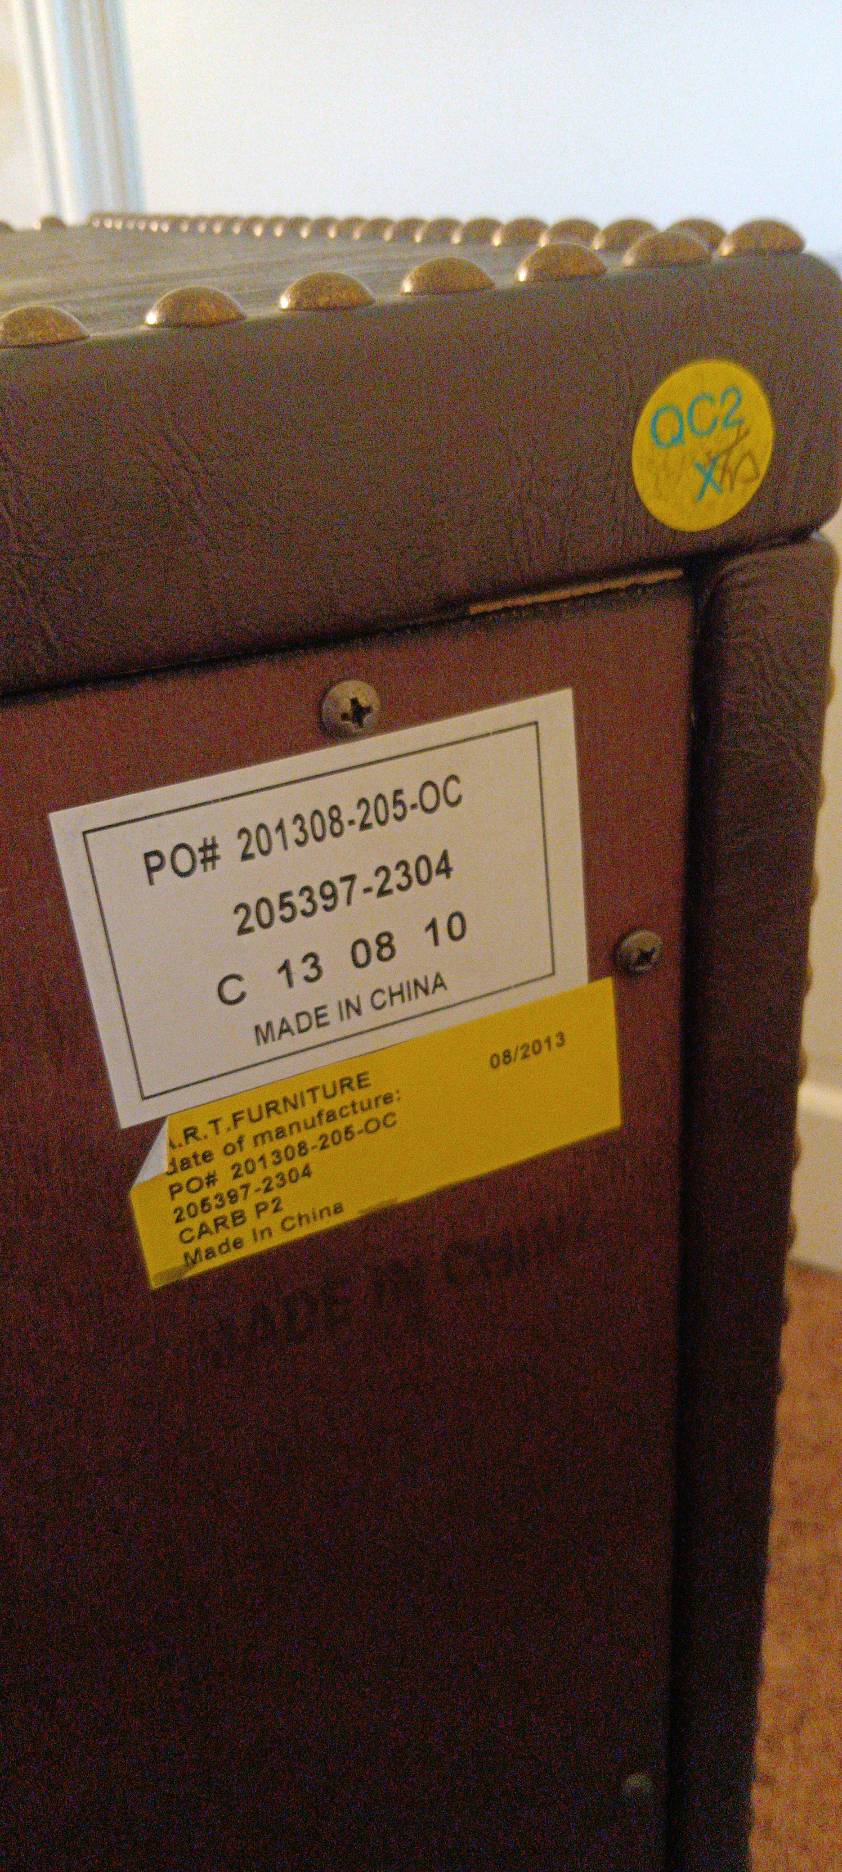 QC2
X
PO# 201308-205-OC
205397-2304
C 13 08 10
MADE IN CHINA
.R.T.FURNITURE
date of manufacture: 08/2013
PO# 201308-205-OC
205397-2304
CARB P2
Made In China
MADE IN CHINA